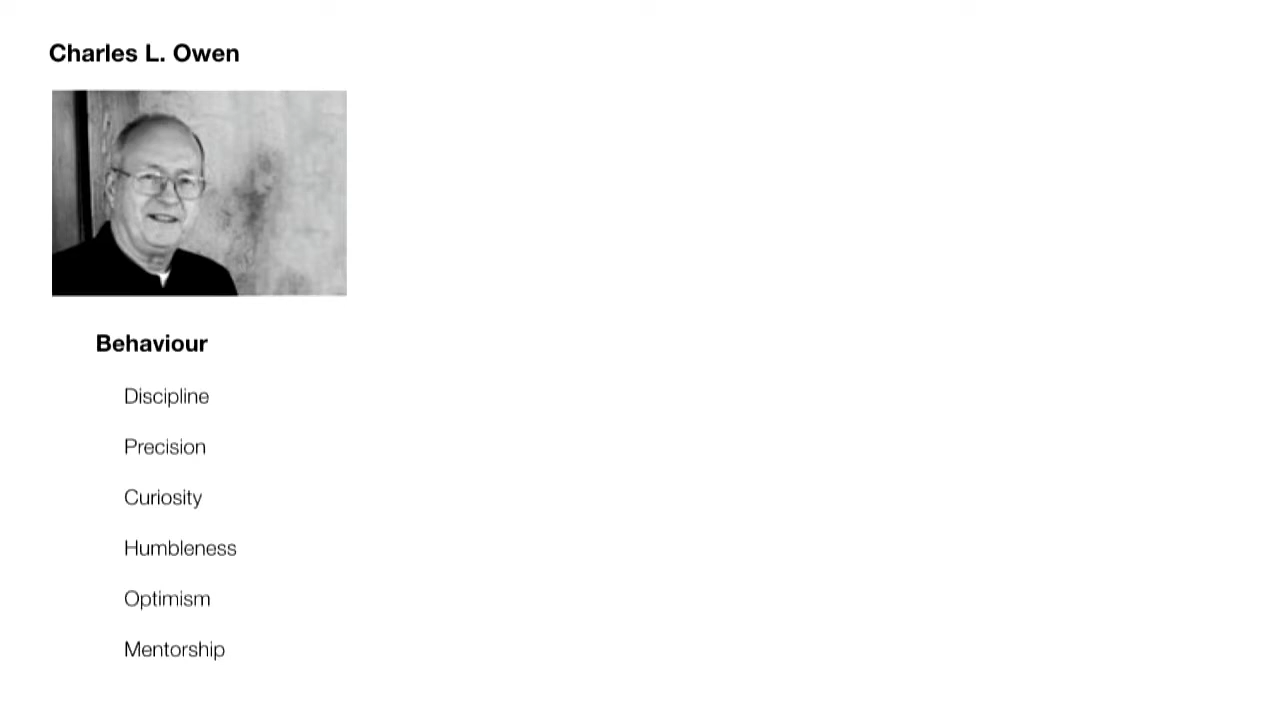 Charles L. Owen
Behaviour
Discipline
Precision
Curiosity
Humbleness
Optimism
Mentorship